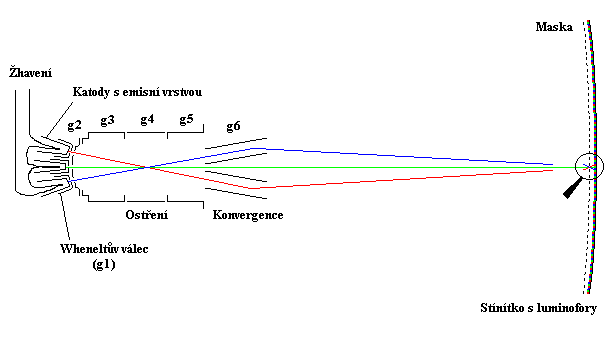 Maska
Žhavení
Katody s emisní vrstvou
g2 g3 g4 g5 g6
Ostření Konvergence
Wheneltův válec
(g1)
Stínítko s luminofory